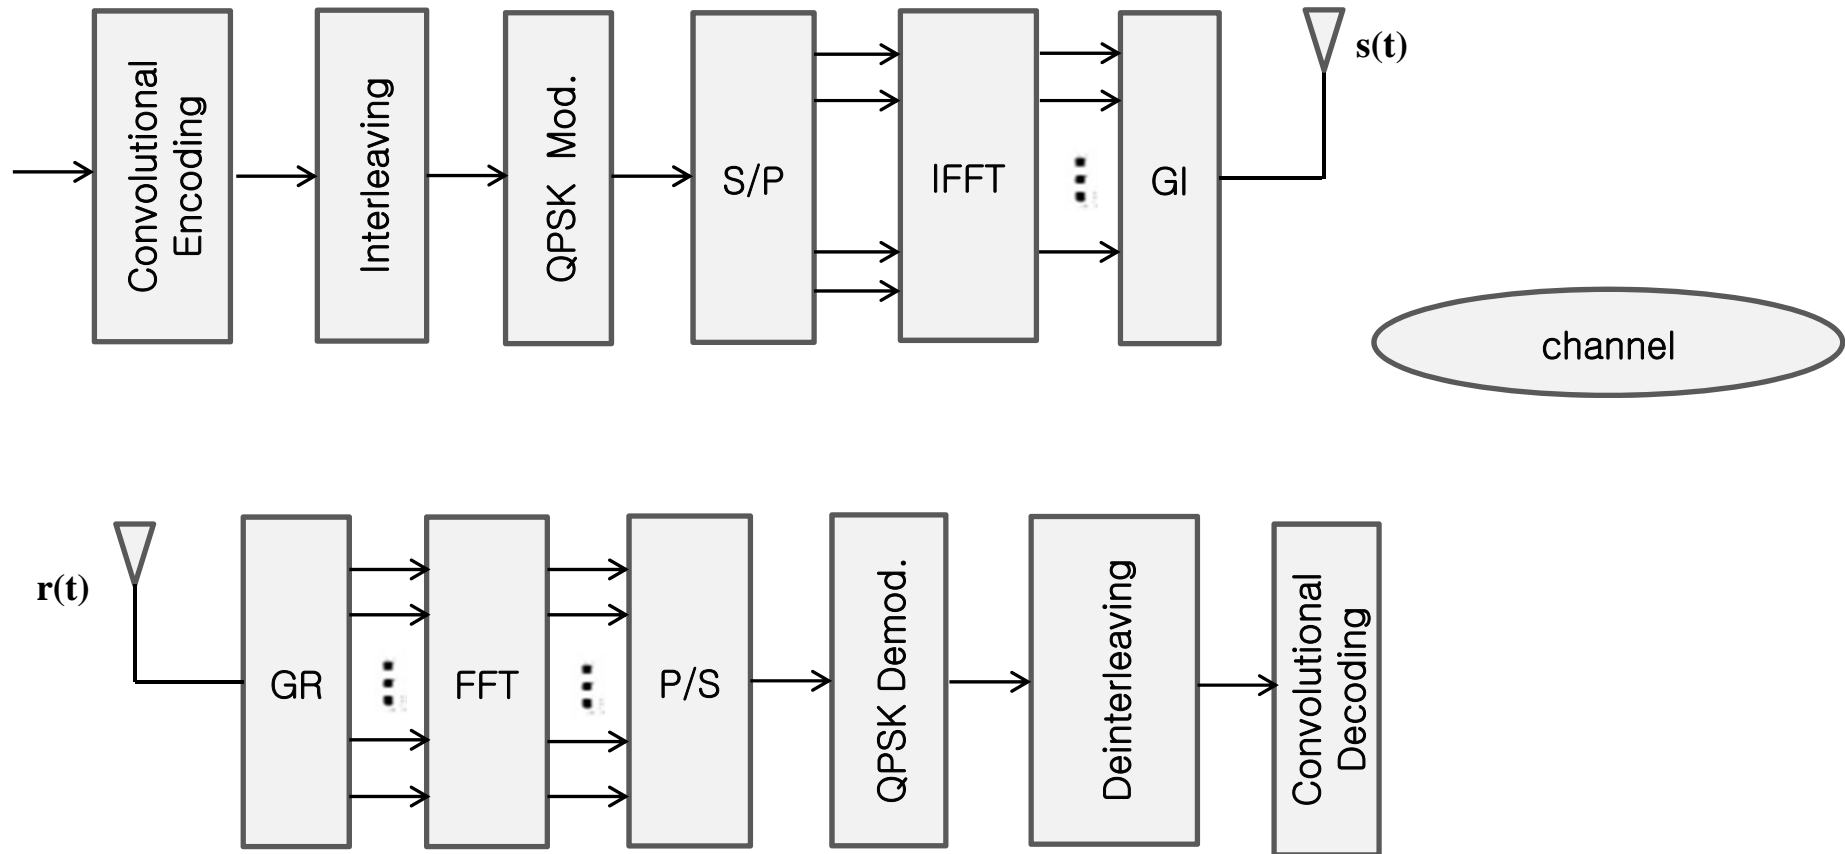 Convolutional
Encoding
Interleaving
QPSK Mod.
S/P
IFFT
GI
s(t)
channel
r(t)
GR
FFT
P/S
QPSK Demod.
Deinterleaving
Convolutional
Decoding